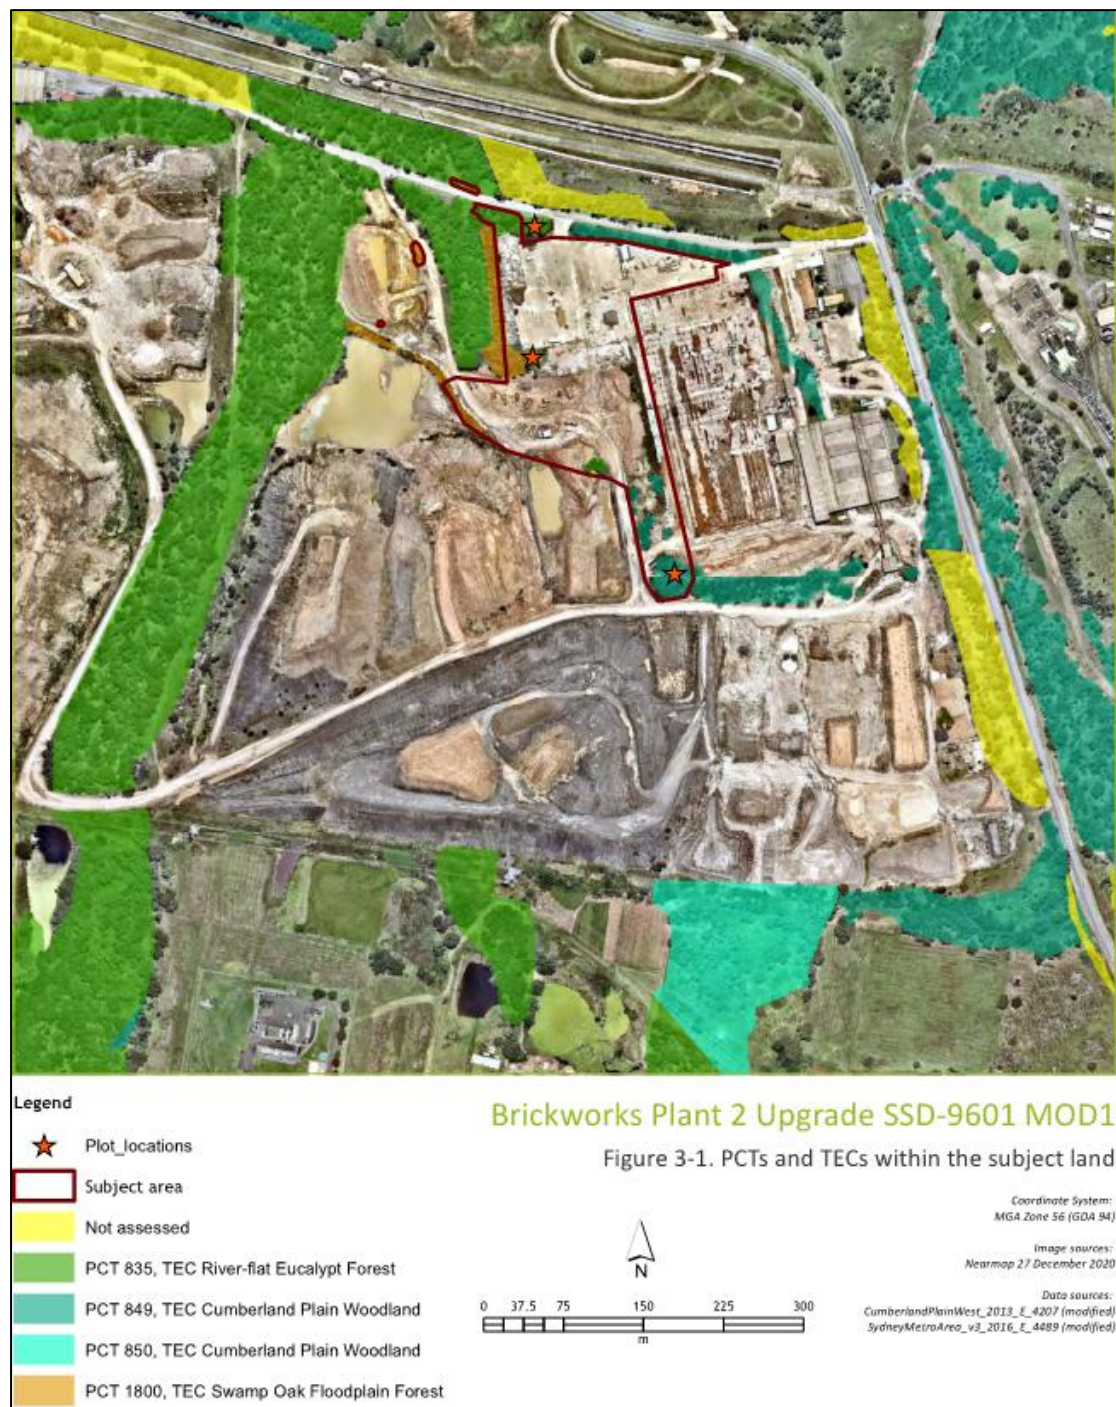 Legend
Plot_locations
Subject area
Not assessed
PCT 835, TEC River-flat Eucalypt Forest
PCT 849, TEC Cumberland Plain Woodland
PCT 850, TEC Cumberland Plain Woodland
PCT 1800, TEC Swamp Oak Floodplain Forest
Brickworks Plant 2 Upgrade SSD-9601 MOD1
Figure 3-1. PCTs and TECs within the subject land
N
0 37.5 75 150 225 300
m
Coordinate System:
MGA Zone 56 (GDA 94)
Image sources:
Nearmap 27 December 2020
Data sources:
CumberlandPlainWest_2013_E_4207 (modified)
SydneyMetroArea_v3_2016_E_4489 (modified)